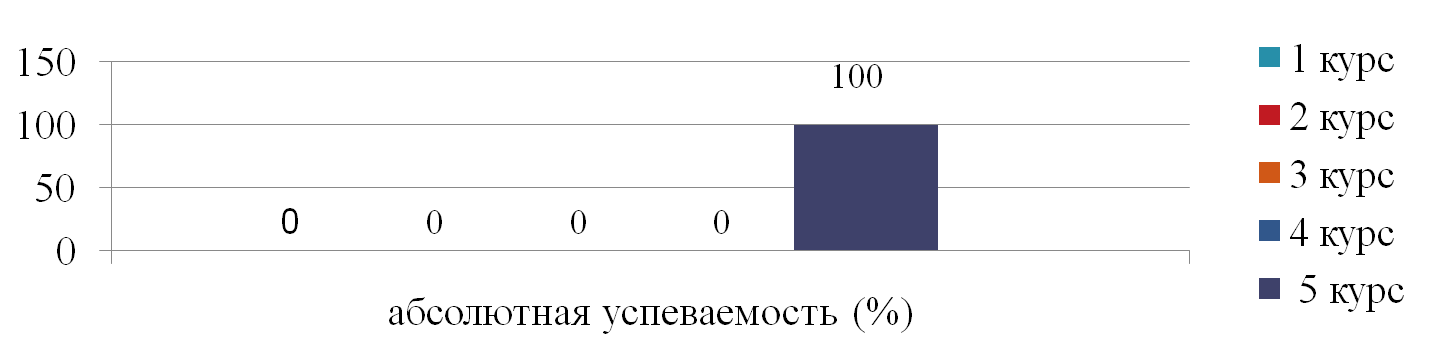 150
100
50
0
0
0
0
0
100
абсолютная успеваемость (%)
1 курс
2 курс
3 курс
4 курс
5 курс